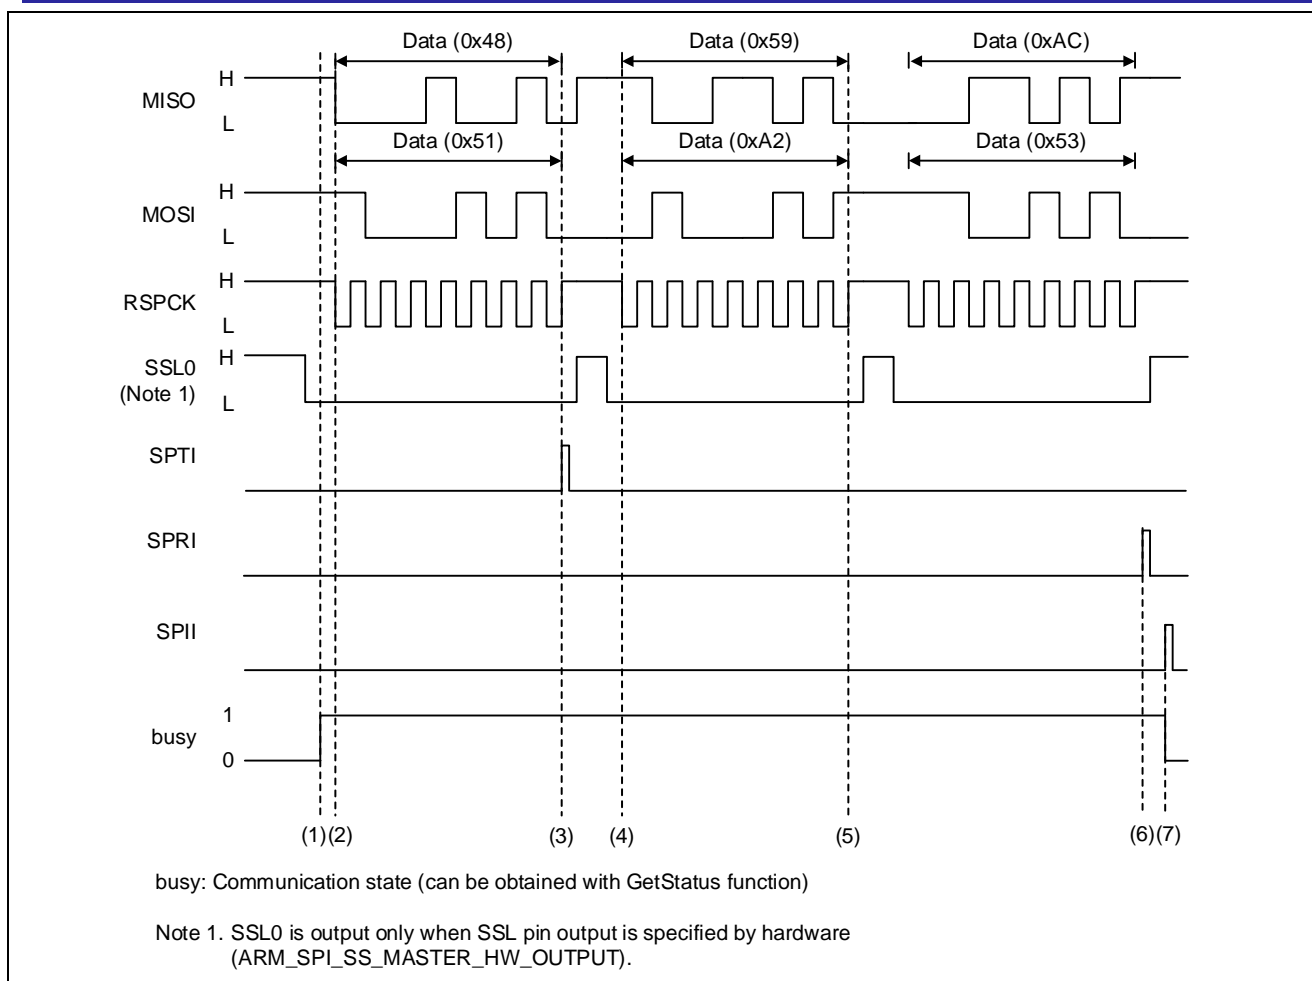 Data (0x48) Data (0x59) Data (0xAC)
H
MISO
L
Data (0x51) Data (0xA2) Data (0x53)
H
MOSI
L
H
RSPCK
L
H
SSL0
(Note 1)
L
SPTI
SPRI
SPII
1
busy
0
(1) (2) (3) (4) (5) (6) (7)
busy: Communication state (can be obtained with GetStatus function)
Note 1. SSL0 is output only when SSL pin output is specified by hardware
(ARM_SPI_SS_MASTER_HW_OUTPUT).